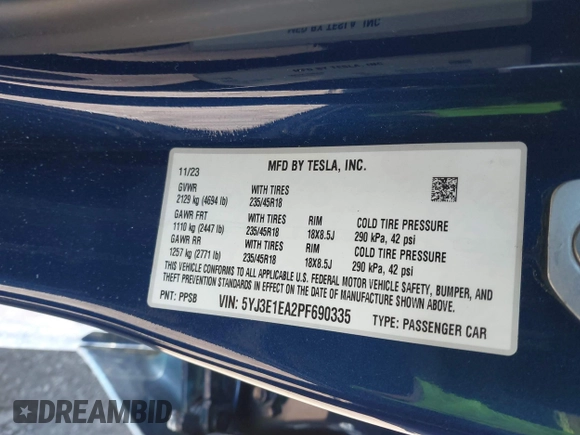 MFD BY TESLA, INC.
11/23
GVWR WITH TIRES
2129 kg (4694 lb) 235/45R18
GAWR FRT WITH TIRES RIM COLD TIRE PRESSURE
1110 kg (2447 lb) 235/45R18 18X8.5J 290 kPa, 42 psi
GAWR RR WITH TIRES RIM COLD TIRE PRESSURE
1257 kg (2771 lb) 235/45R18 18X8.5J 290 kPa, 42 psi
THIS VEHICLE CONFORMS TO ALL APPLICABLE U.S. FEDERAL MOTOR VEHICLE SAFETY, BUMPER, AND
THEFT PREVENTION STANDARDS IN EFFECT ON THE DATE OF MANUFACTURE SHOWN ABOVE.
PNT: PPSB VIN: 5YJ3E1EA2PF690335 TYPE: PASSENGER CAR
DREAMBID